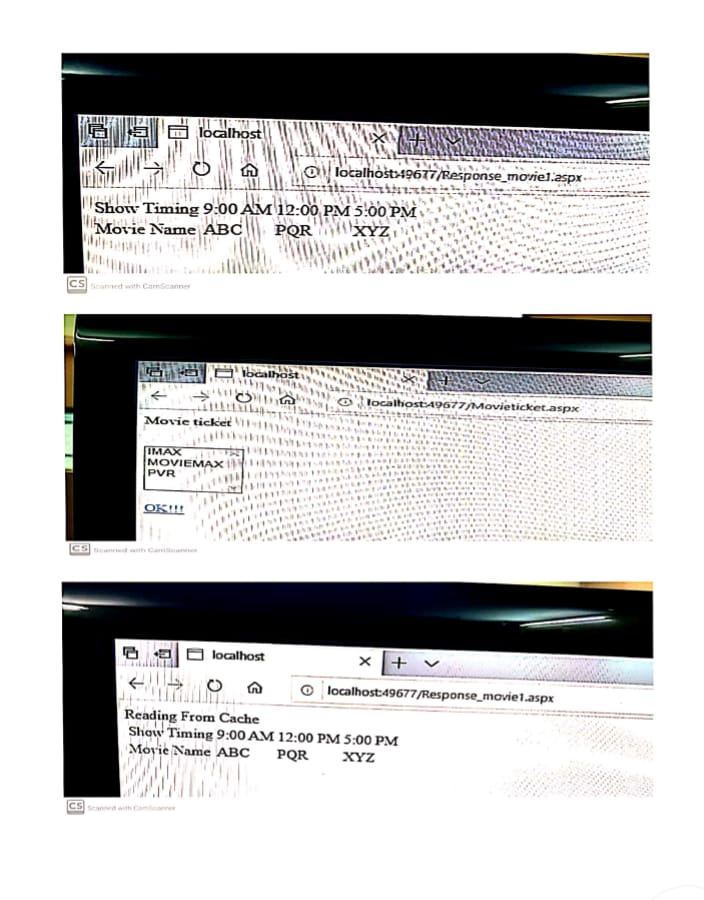 localhost
localhost:49677/Response_movie1.aspx
Show Timing 9:00 AM 12:00 PM 5:00 PM
Movie Name ABC PQR XYZ
CS Scanned with CamScanner
localhost
localhost:49677/Movieticket.aspx
Movie ticket
IMAX
MOVIEMAX
PVR
OK!!!
CS Scanned with CamScanner
localhost
localhost:49677/Response_movie1.aspx
Reading From Cache
Show Timing 9:00 AM 12:00 PM 5:00 PM
Movie Name ABC PQR XYZ
CS Scanned with CamScanner